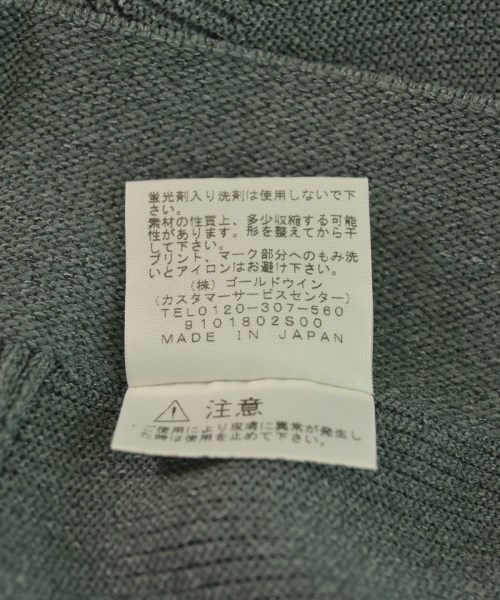 蛍光剤入り洗剤は使用しないで下
さい。
素材の性質上、多少収縮する可能
性があります。形を整えてから干
して下さい。
プリント、マーク部分へのもみ洗
いとアイロンはお避け下さい。
(株) ゴールドウイン
(カスタマーサービスセンター)
TEL0120-307-560
9101802S00
MADE IN JAPAN
注意
ご使用により皮膚に異常が発生し
た時は使用を止めて下さい。